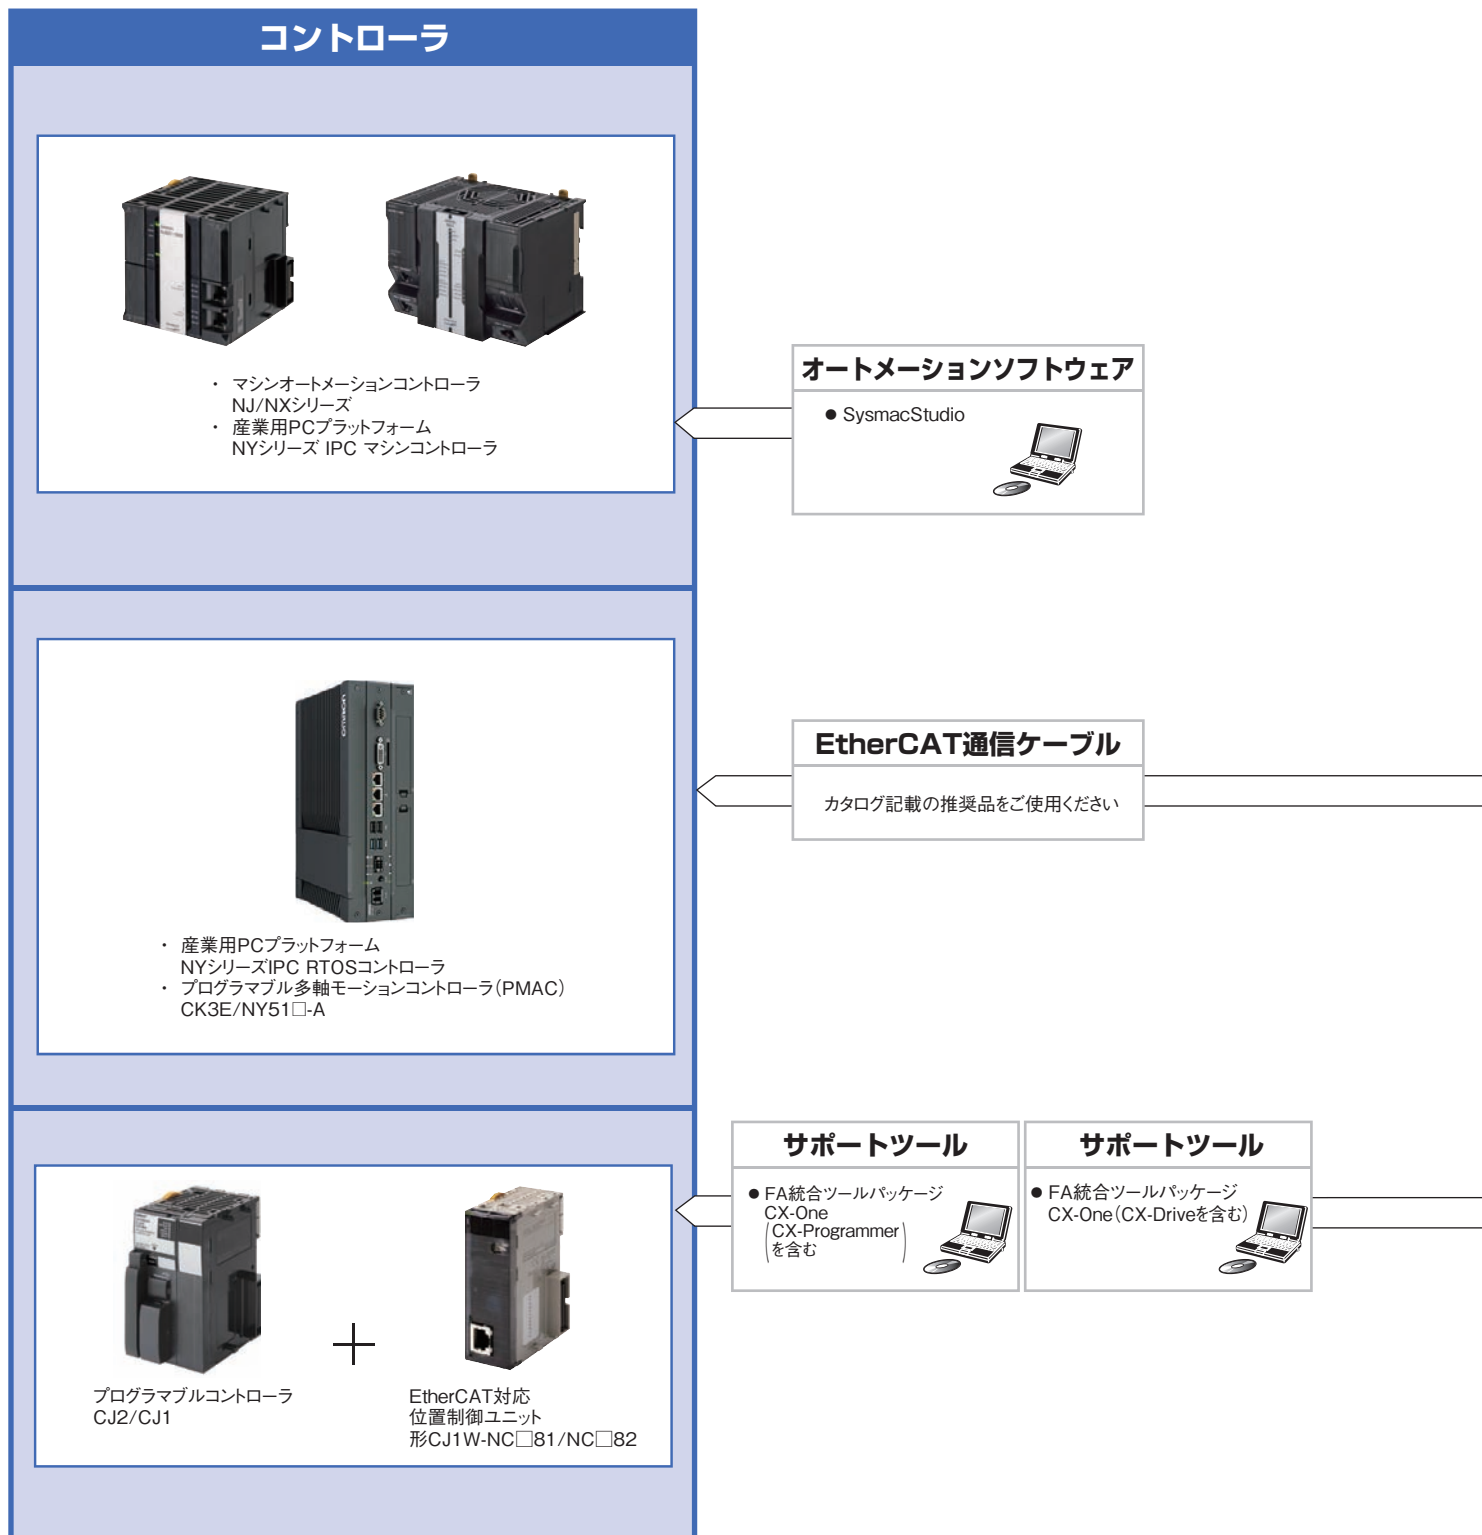 コントローラ
・ マシンオートメーションコントローラ
NJ/NXシリーズ
・ 産業用PCプラットフォーム
NYシリーズ IPC マシンコントローラ
オートメーションソフトウェア
● SysmacStudio
・ 産業用PCプラットフォーム
NYシリーズIPC RTOSコントローラ
・ プログラマブル多軸モーションコントローラ(PMAC)
CK3E/NY51□-A
EtherCAT通信ケーブル
カタログ記載の推奨品をご使用ください
サポートツール
● FA統合ツールパッケージ
CX-One
(CX-Programmer
を含む)
サポートツール
● FA統合ツールパッケージ
CX-One(CX-Driveを含む)
プログラマブルコントローラ
CJ2/CJ1
＋
EtherCAT対応
位置制御ユニット
形CJ1W-NC□81/NC□82